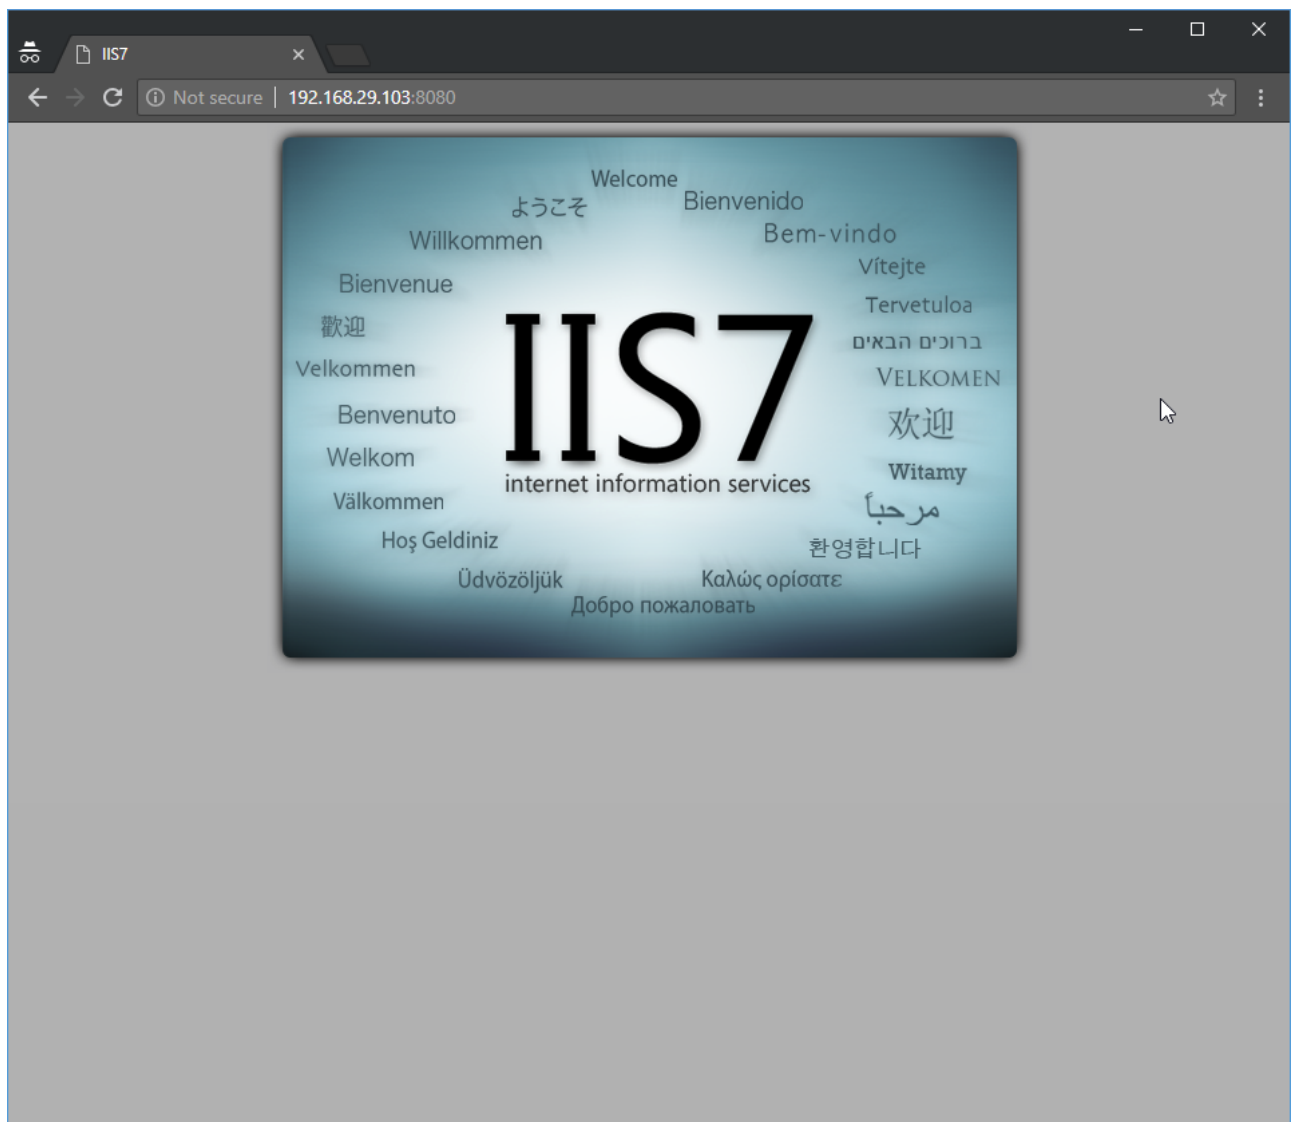 IIS7
Not secure | 192.168.29.103:8080
Welcome
ようこそ
Bienvenido
Willkommen
Bem-vindo
Vítejte
Bienvenue
Tervetuloa
歡迎
ברוכים הבאים
Velkommen
VELKOMEN
Benvenuto
欢迎
Welkom
Witamy
Välkommen
مرحباً
Hoş Geldiniz
환영합니다
Üdvözöljük
Καλώς ορίσατε
Добро пожаловать
IIS7
internet information services